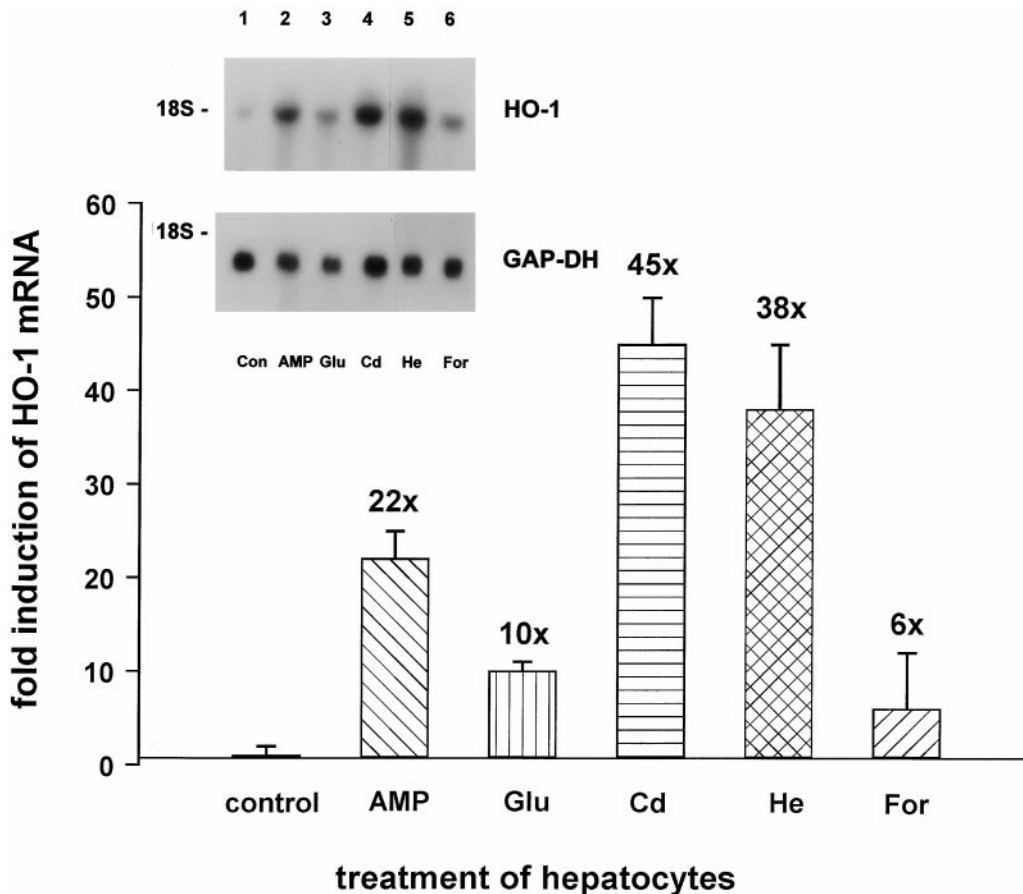 1 2 3 4 5 6
18S - HO-1
18S - GAP-DH
Con AMP Glu Cd He For
fold induction of HO-1 mRNA
60
50
40
30
20
10
0
22x
10x
45x
38x
6x
control AMP Glu Cd He For
treatment of hepatocytes